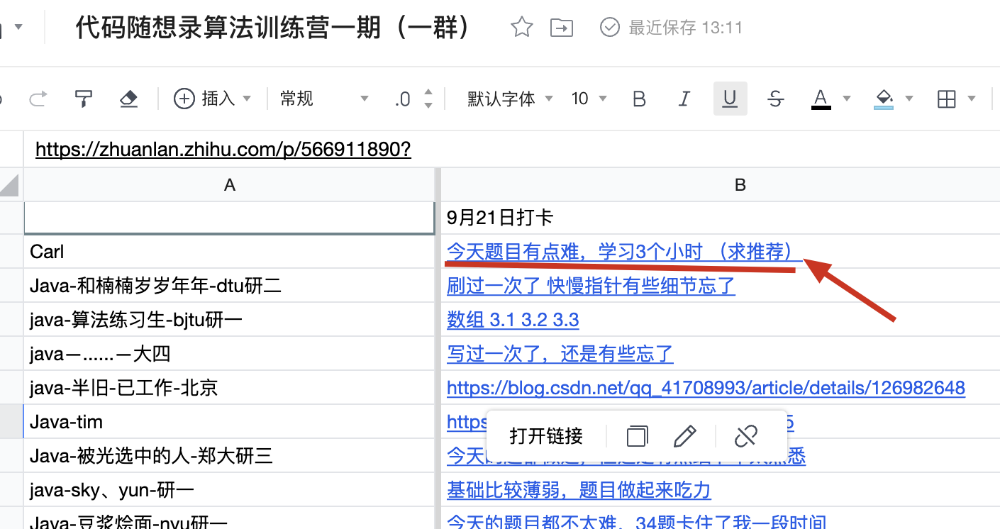 代码随想录算法训练营一期（一群）
最近保存 13:11
插入 常规 .0 默认字体 10 B I U S A
https://zhuanlan.zhihu.com/p/566911890?
A B
9月21日打卡
Carl 今天题目有点难，学习3个小时 （求推荐）
Java-和楠楠岁岁年年-dtu研二 刷过一次了 快慢指针有些细节忘了
java-算法练习生-bjtu研一 数组 3.1 3.2 3.3
java－......－大四 写过一次了，还是有些忘了
java-半旧-已工作-北京 https://blog.csdn.net/qq_41708993/article/details/126982648
Java-tim https 5
打开链接
Java-被光选中的人-郑大研三 今天
java-sky、yun-研一 基础比较薄弱，题目做起来吃力
Java-豆浆烩面-nyu研一 今天的题目都不太难，34题卡住了我一段时间